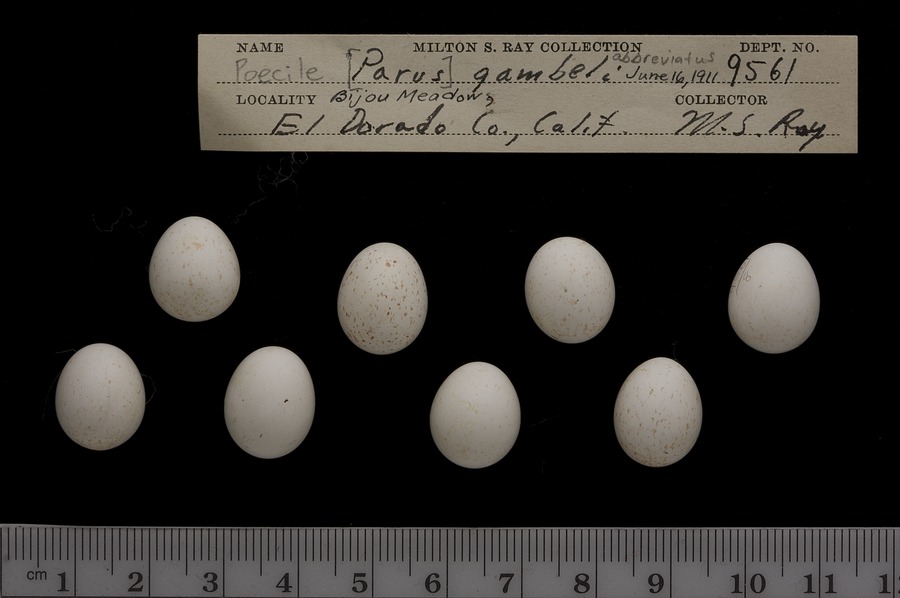 NAME MILTON S. RAY COLLECTION DEPT. NO.
Poecile [Parus] gambeli abbreviatus June 16, 1911 9561
LOCALITY Bijou Meadows, COLLECTOR
El Dorado Co., Calif. M. S. Ray
cm 1 2 3 4 5 6 7 8 9 10 11 1